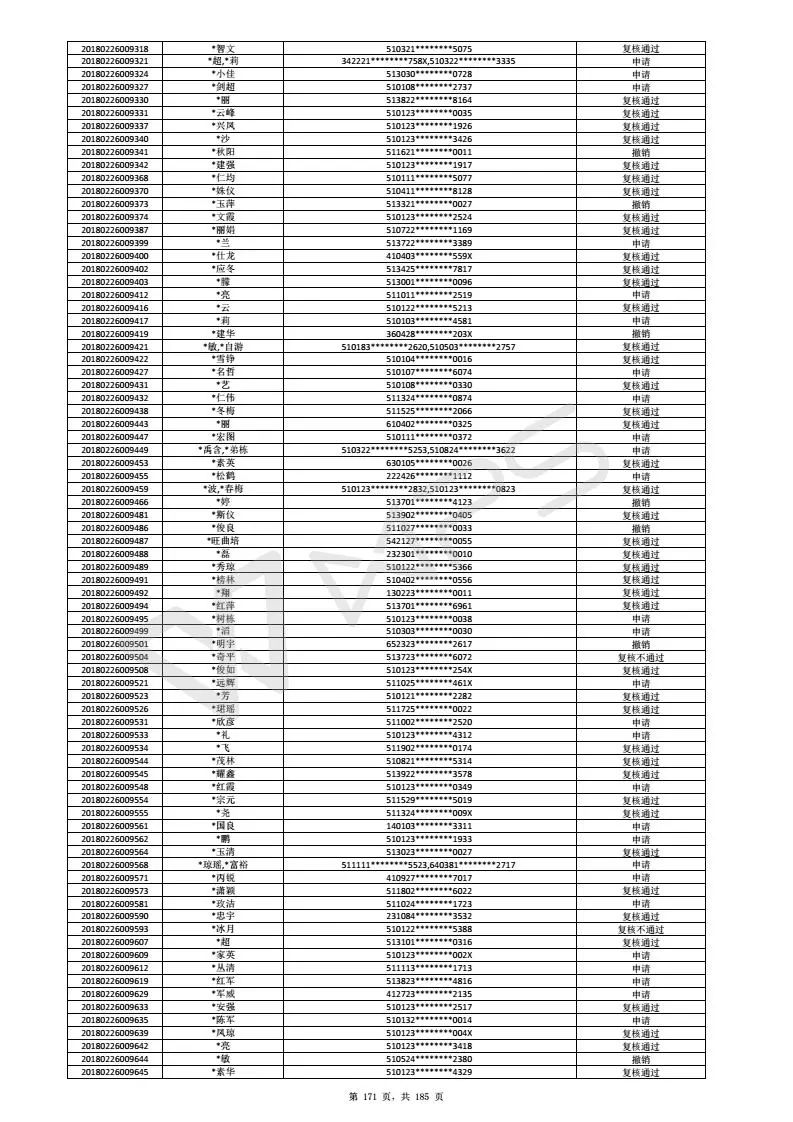 20180226009318 *智文 510321********5075 复核通过
20180226009321 *超,*莉 342221********758X,510322********3335 申请
20180226009324 *小佳 513030********0728 申请
20180226009327 *剑超 510108********2737 申请
20180226009330 *丽 513822********8164 复核通过
20180226009331 *云峰 510123********0035 复核通过
20180226009337 *兴凤 510123********1926 复核通过
20180226009340 *沙 510123********3426 复核通过
20180226009341 *秋阳 511621********0011 撤销
20180226009342 *建强 510123********1917 复核通过
20180226009368 *仁均 510111********5077 复核通过
20180226009370 *姝仪 510411********8128 复核通过
20180226009373 *玉萍 513321********0027 撤销
20180226009374 *文霞 510123********2524 复核通过
20180226009387 *丽娟 510722********1169 复核通过
20180226009399 *兰 513722********3389 申请
20180226009400 *仕龙 410403********559X 复核通过
20180226009402 *应冬 513425********7817 复核通过
20180226009403 *朦 513001********0096 复核通过
20180226009412 *亮 511011********2519 申请
20180226009416 *云 510122********5213 复核通过
20180226009417 *莉 510103********4581 申请
20180226009419 *建华 360428********203X 撤销
20180226009421 *敏,*自游 510183********2620,510503********2757 复核通过
20180226009422 *雪铮 510104********0016 复核通过
20180226009427 *名哲 510107********6074 申请
20180226009431 *艺 510108********0330 复核通过
20180226009432 *仁伟 511324********0874 申请
20180226009438 *冬梅 511525********2066 复核通过
20180226009443 *丽 610402********0325 复核通过
20180226009447 *宏图 510111********0372 申请
20180226009449 *禹含,*弟栋 510322********5253,510824********3622 申请
20180226009453 *素英 630105********0026 复核通过
20180226009455 *松鹤 222426********1112 申请
20180226009459 *波,*春梅 510123********2832,510123********0823 复核通过
20180226009466 *婷 513701********4123 撤销
20180226009481 *斯仪 513902********0405 复核通过
20180226009486 *俊良 511027********0033 撤销
20180226009487 *旺曲培 542127********0055 复核通过
20180226009488 *磊 232301********0010 复核通过
20180226009489 *秀琼 510122********5366 复核通过
20180226009491 *榜林 510402********0556 复核通过
20180226009492 *翔 130223********0011 复核通过
20180226009494 *红萍 513701********6961 复核通过
20180226009495 *树栋 510123********0038 申请
20180226009499 *滔 510303********0030 申请
20180226009501 *明宇 652323********2617 撤销
20180226009504 *奇平 513723********6072 复核不通过
20180226009508 *俊如 510123********254X 复核通过
20180226009521 *远辉 511025********461X 申请
20180226009523 *芳 510121********2282 复核通过
20180226009526 *珺瑶 511725********0022 复核通过
20180226009531 *欣彦 511002********2520 申请
20180226009533 *礼 510123********4312 申请
20180226009534 *飞 511902********0174 复核通过
20180226009544 *茂林 510821********5314 复核通过
20180226009545 *耀鑫 513922********3578 复核通过
20180226009548 *红霞 510123********0349 申请
20180226009554 *宗元 511529********5019 复核通过
20180226009555 *尧 511324********009X 复核通过
20180226009561 *国良 140103********3311 申请
20180226009562 *鹏 510123********1933 申请
20180226009564 *玉清 513023********0027 复核通过
20180226009568 *琼瑶,*富裕 511111********5523,640381********2717 申请
20180226009571 *丙锐 410927********7017 申请
20180226009573 *潇颖 511802********6022 复核通过
20180226009581 *玫洁 511024********1723 申请
20180226009590 *忠宇 231084********3532 复核通过
20180226009593 *冰月 510122********5388 复核不通过
20180226009607 *超 513101********0316 复核通过
20180226009609 *家英 510123********002X 申请
20180226009612 *丛清 511113********1713 申请
20180226009619 *红军 513823********4816 申请
20180226009629 *军威 412723********2135 申请
20180226009633 *安强 510123********2517 复核通过
20180226009635 *陈军 510132********0014 申请
20180226009639 *凤琼 510123********004X 复核通过
20180226009642 *亮 510123********3418 复核通过
20180226009644 *敏 510524********2380 撤销
20180226009645 *素华 510123********4329 复核通过
第 171 页，共 185 页